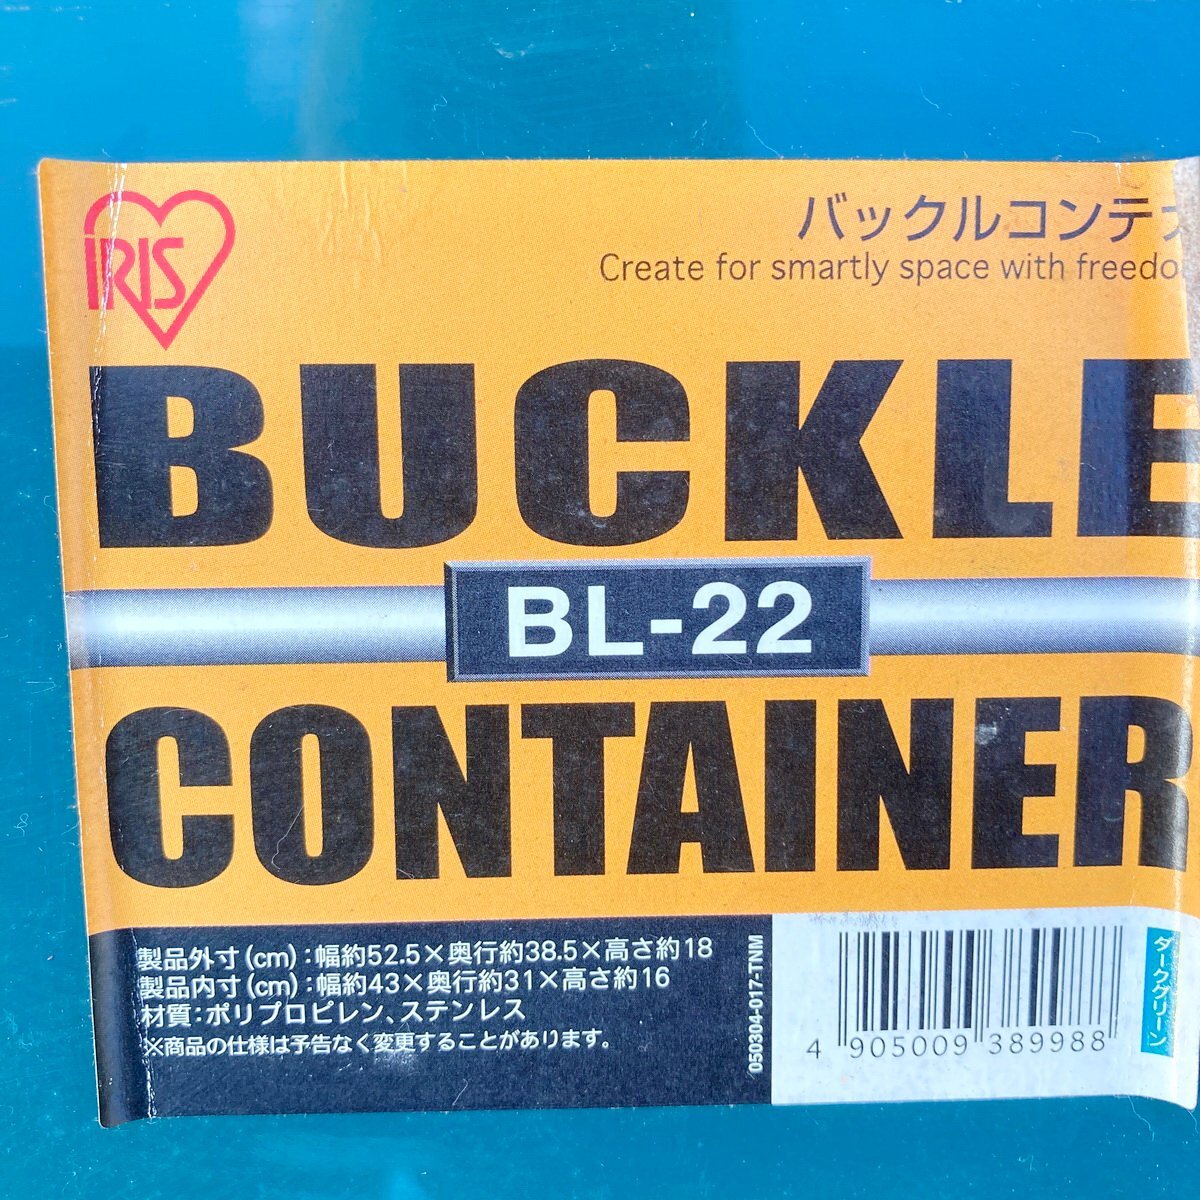 IRIS
バックルコンテ
Create for smartly space with freedo
BUCKLE
BL-22
CONTAINER
製品外寸(cm):幅約52.5×奥行約38.5×高さ約18
製品内寸(cm):幅約43×奥行約31×高さ約16
材質:ポリプロピレン、ステンレス
※商品の仕様は予告なく変更することがあります。
050304-017-TNM
4 905009 389988
ダークグリーン